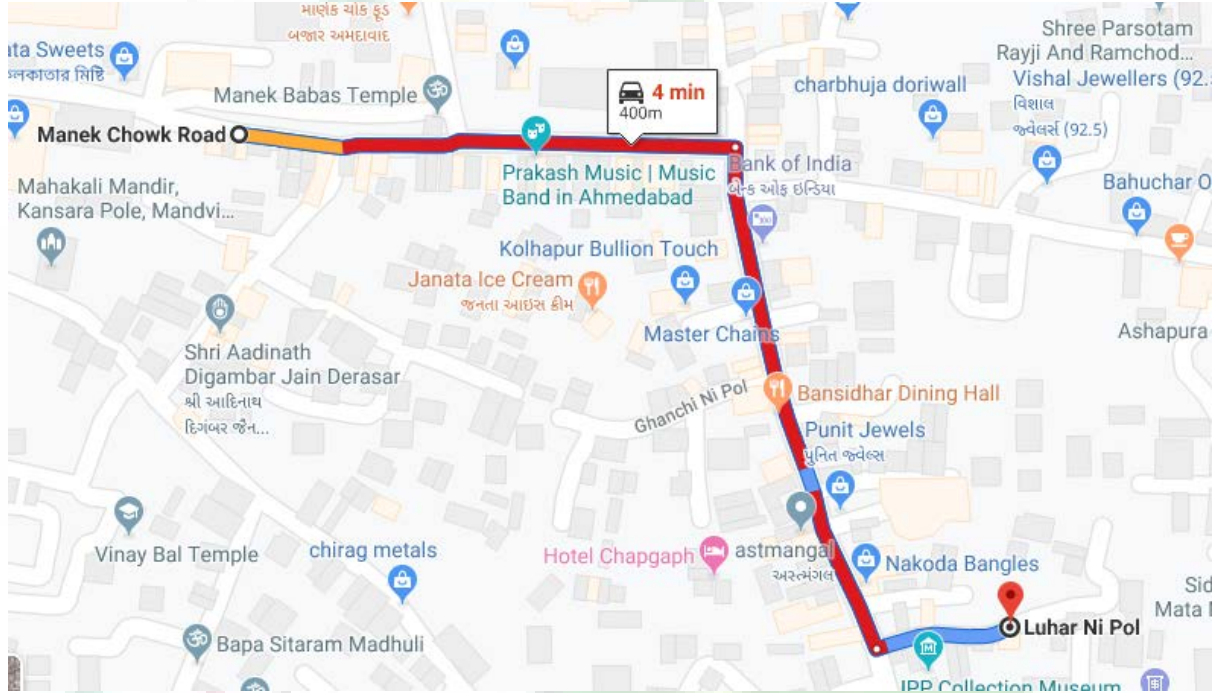 માણેક ચોક ફૂડ
બજાર અમદાવાદ
ata Sweets
কলকাতার মিষ্টি
Manek Babas Temple
4 min
400m
charbhuja doriwall
Shree Parsotam
Rayji And Ramchod...
Vishal Jewellers (92.5
વિશાલ
જ્વેલર્સ (92.5)
Manek Chowk Road
Prakash Music | Music
Band in Ahmedabad
Bank of India
બેન્ક ઓફ ઇન્ડિયા
Mahakali Mandir,
Kansara Pole, Mandvi...
Bahuchar O
Kolhapur Bullion Touch
Janata Ice Cream
જનતા આઇસ ક્રીમ
Master Chains
Ashapura
Shri Aadinath
Digambar Jain Derasar
શ્રી આદિનાથ
દિગંબર જૈન...
Ghanchi Ni Pol
Bansidhar Dining Hall
Punit Jewels
પુનિત જ્વેલ્સ
Vinay Bal Temple
chirag metals
Hotel Chapgaph
astmangal
અસ્તમંગલ
Nakoda Bangles
Sid
Mata
Luhar Ni Pol
Bapa Sitaram Madhuli
JPP Collection Museum